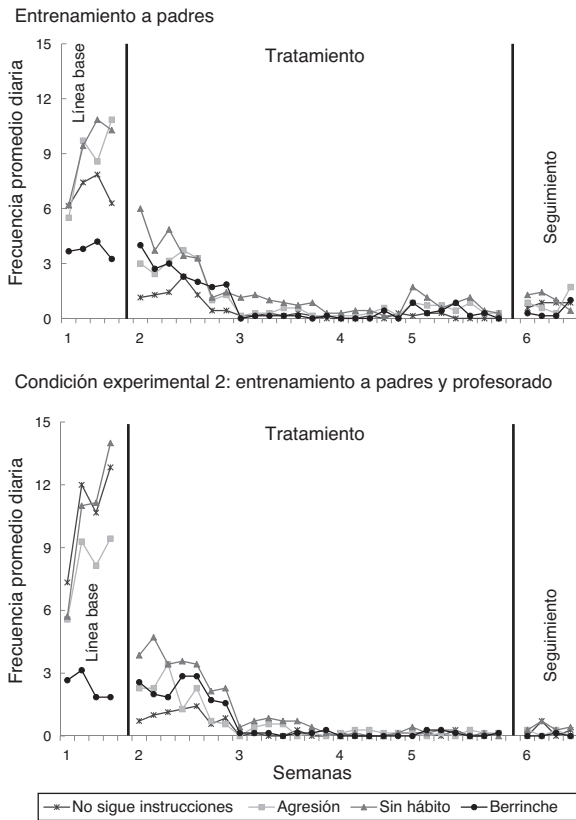 Entrenamiento a padres
15
12
9
6
3
0
Frecuencia promedio diaria
Línea base
Tratamiento
Seguimiento
1 2 3 4 5 6
Condición experimental 2: entrenamiento a padres y profesorado
15
12
9
6
3
0
Frecuencia promedio diaria
Línea base
Tratamiento
Seguimiento
1 2 3 4 5 6
Semanas
No sigue instrucciones Agresión Sin hábito Berrinche